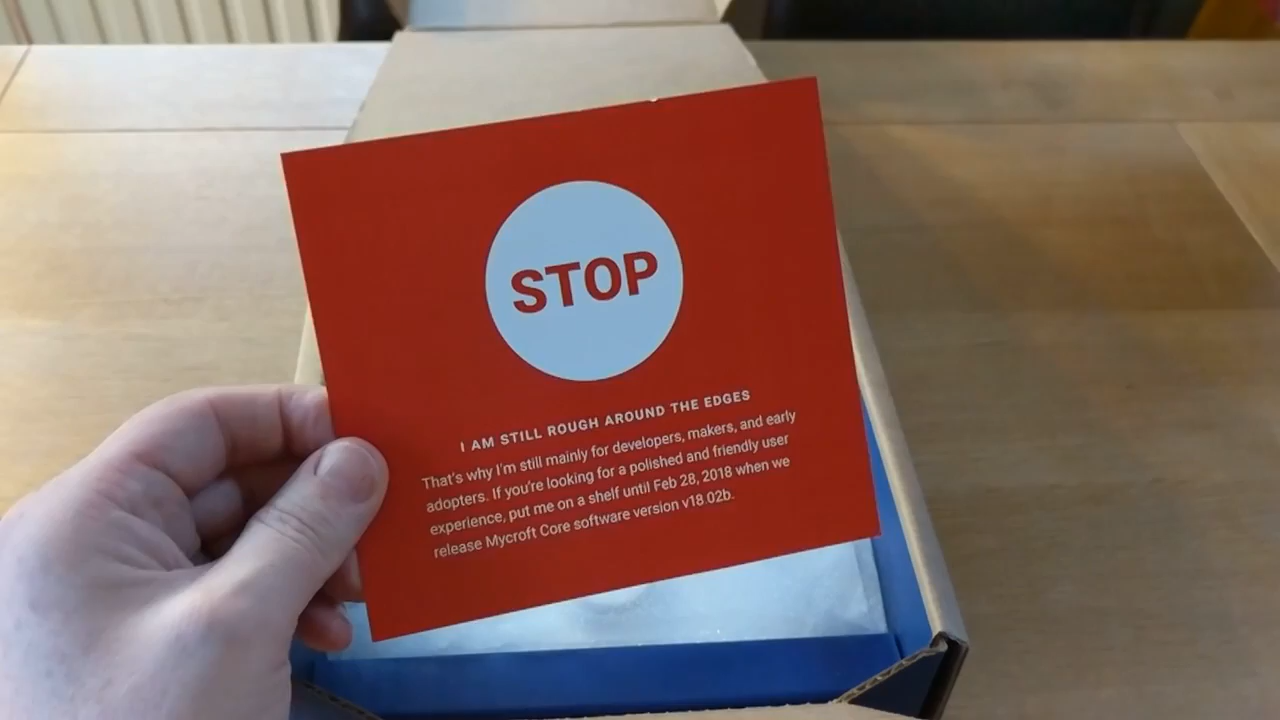 STOP
I AM STILL ROUGH AROUND THE EDGES
That's why I'm still mainly for developers, makers, and early
adopters. If you're looking for a polished and friendly user
experience, put me on a shelf until Feb 28, 2018 when we
release Mycroft Core software version v18.02b.